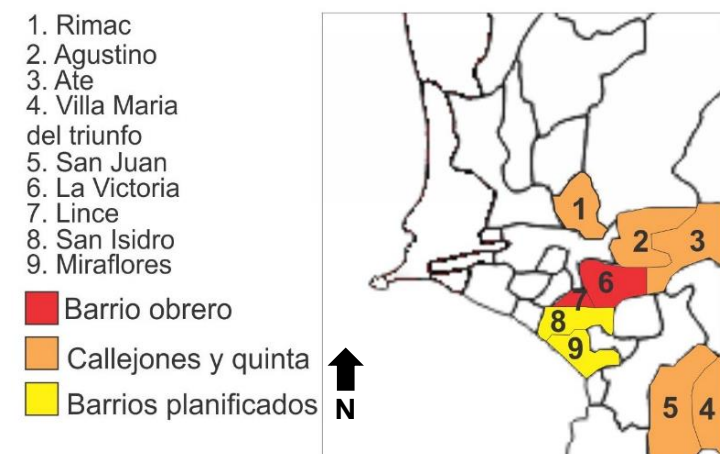 1. Rimac
2. Agustino
3. Ate
4. Villa Maria
del triunfo
5. San Juan
6. La Victoria
7. Lince
8. San Isidro
9. Miraflores
Barrio obrero
Callejones y quinta
Barrios planificados
N
1
2
3
6
7
8
9
5
4